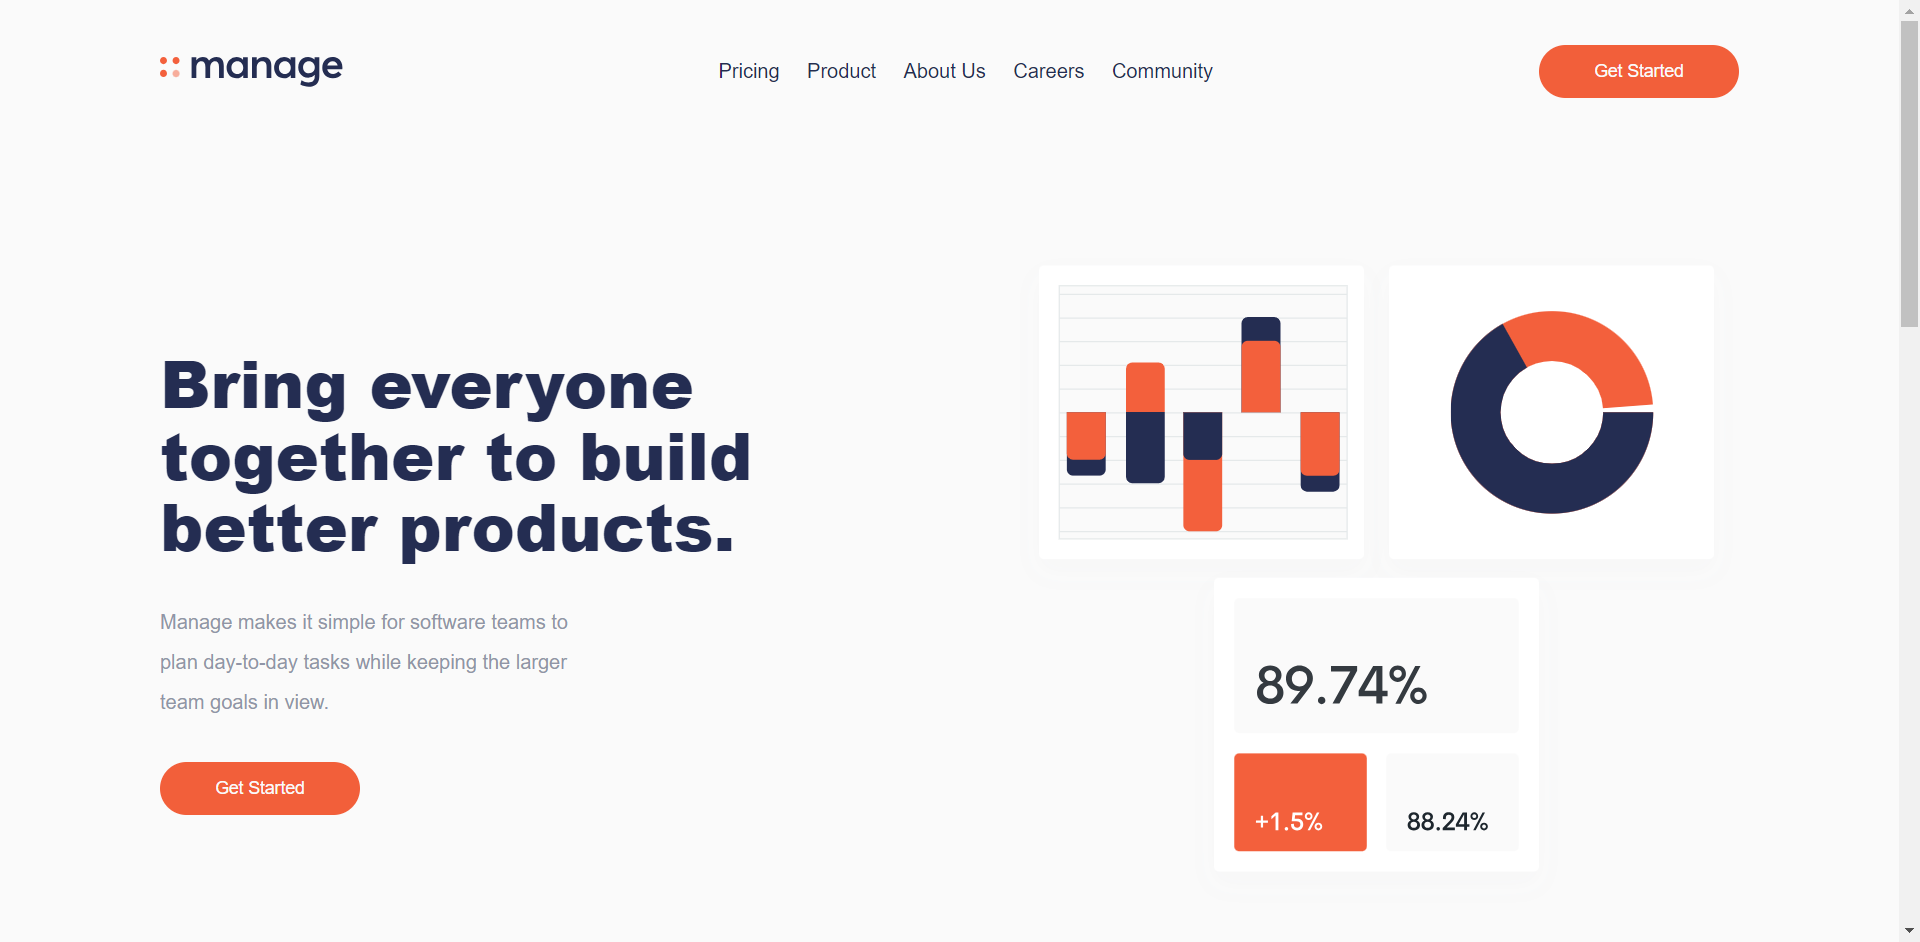 manage
Pricing
Product
About Us
Careers
Community
Get Started
Bring everyone
together to build
better products.
Manage makes it simple for software teams to
plan day-to-day tasks while keeping the larger
team goals in view.
Get Started
89.74%
+1.5%
88.24%